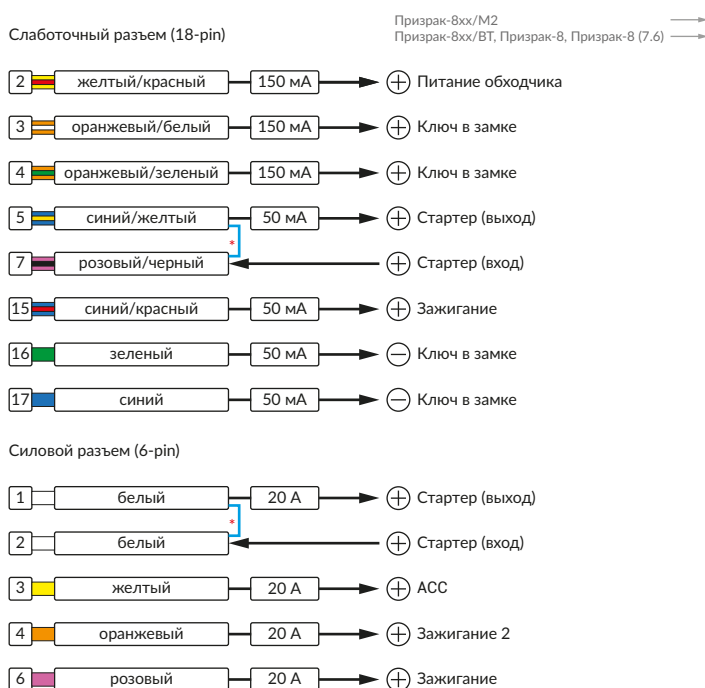 Призрак-8xx/M2
Призрак-8xx/BT, Призрак-8, Призрак-8 (7.6)
Слаботочный разъем (18-pin)
2 желтый/красный 150 мА + Питание обходчика
3 оранжевый/белый 150 мА + Ключ в замке
4 оранжевый/зеленый 150 мА + Ключ в замке
5 синий/желтый 50 мА + Стартер (выход)
*
7 розовый/черный + Стартер (вход)
15 синий/красный 50 мА + Зажигание
16 зеленый 50 мА − Ключ в замке
17 синий 50 мА − Ключ в замке
Силовой разъем (6-pin)
1 белый 20 А + Стартер (выход)
*
2 белый + Стартер (вход)
3 желтый 20 А + ACC
4 оранжевый 20 А + Зажигание 2
6 розовый 20 А + Зажигание